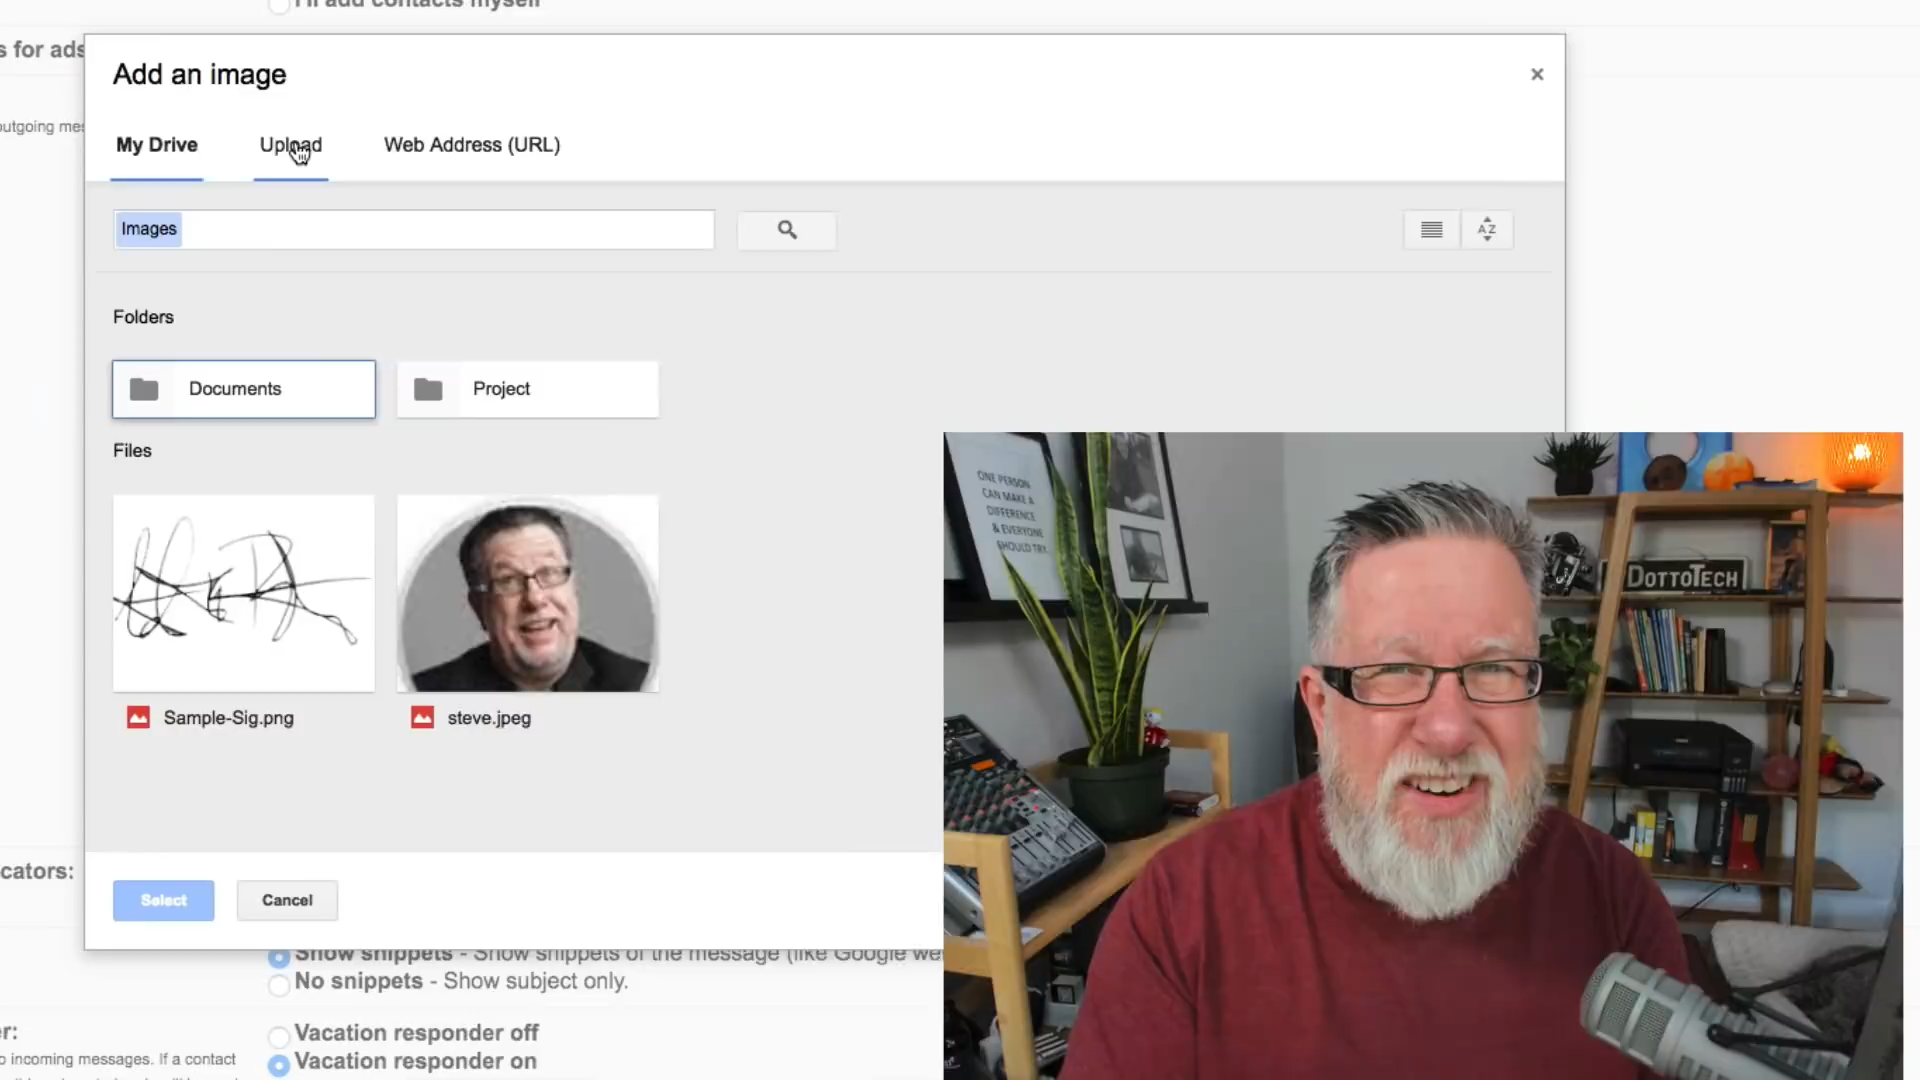 I'll add contacts myself
s for ads
Add an image
×
My Drive
Upload
Web Address (URL)
outgoing mes
Images
AZ
Folders
Documents
Project
Files
ONE PERSON
CAN MAKE A
DIFFERENCE
& EVERYONE
SHOULD TRY.
DOTTOTECH
Sample-Sig.png
steve.jpeg
cators:
Select
Cancel
Show snippets - Show snippets of the message (like Google we
No snippets - Show subject only.
r:
Vacation responder off
o incoming messages. If a contact
Vacation responder on